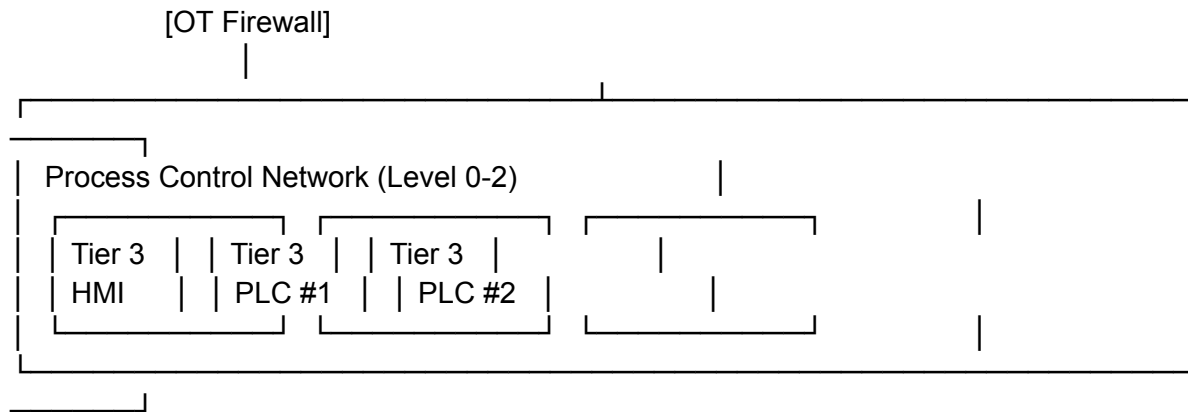 [OT Firewall]
Process Control Network (Level 0-2)
Tier 3 Tier 3 Tier 3
HMI PLC #1 PLC #2